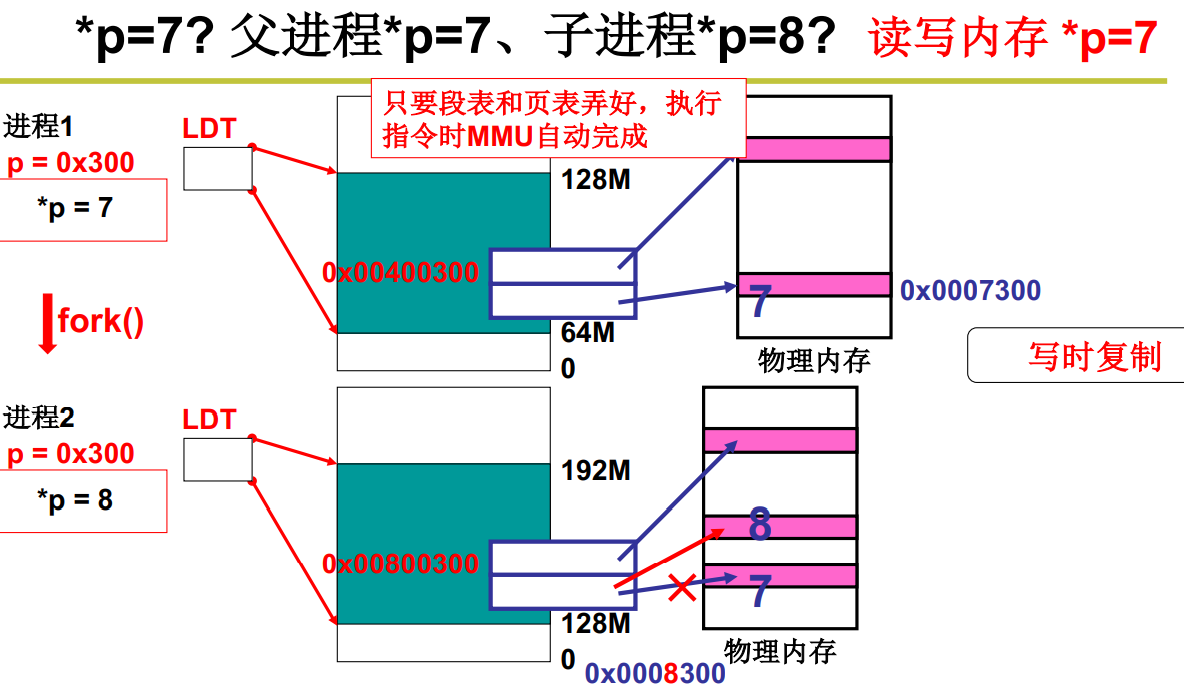 *p=7? 父进程*p=7、子进程*p=8? 读写内存 *p=7
只要段表和页表弄好，执行
指令时MMU自动完成
进程1
p = 0x300
*p = 7
LDT
128M
0x00400300
64M
0
7
0x0007300
物理内存
fork()
写时复制
进程2
p = 0x300
*p = 8
LDT
192M
0x00800300
128M
0
8
7
物理内存
0x0008300